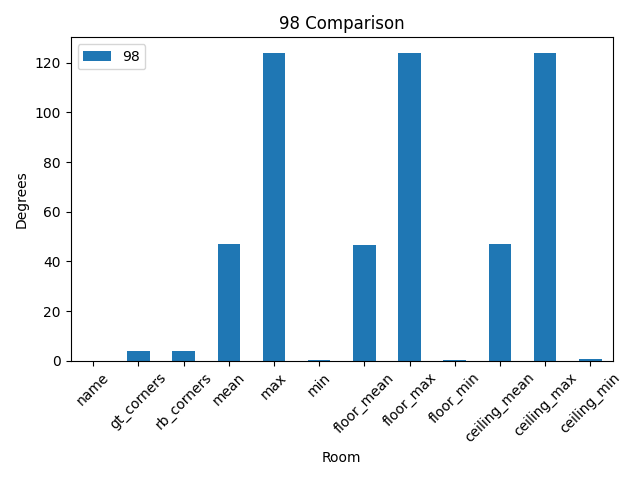 98 Comparison
98
120
100
80
60
40
20
0
Degrees
name
gt_corners
rb_corners
mean
max
min
floor_mean
floor_max
floor_min
ceiling_mean
ceiling_max
ceiling_min
Room